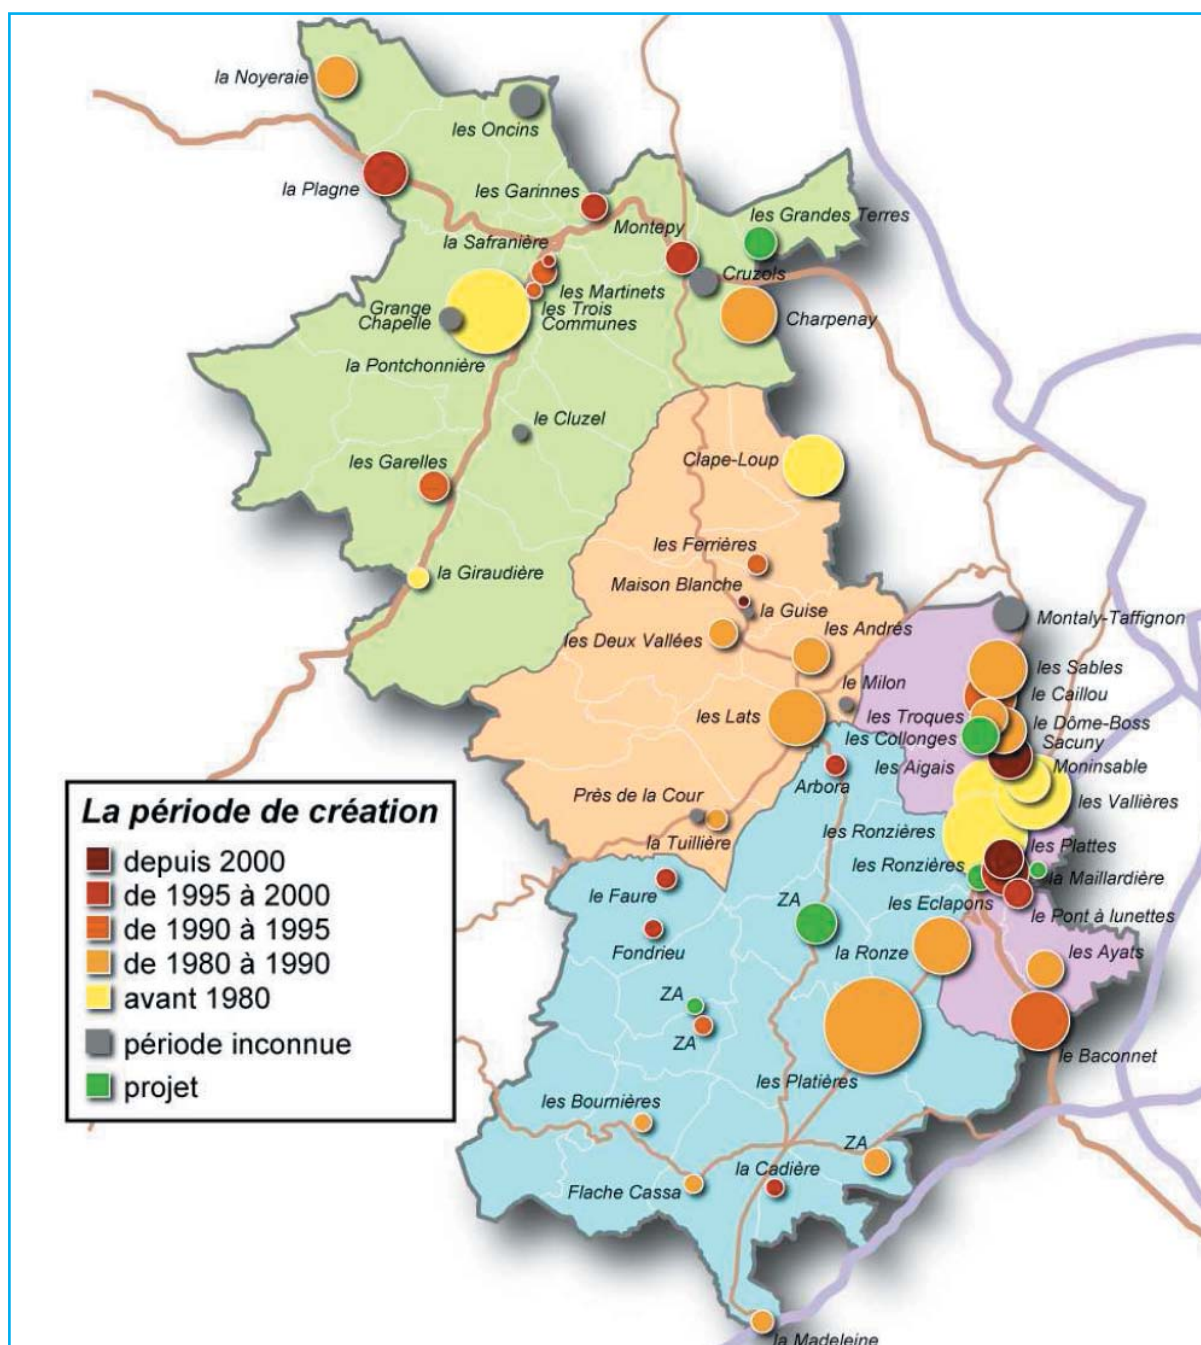 la Noyeraie
les Oncins
la Plagne
les Garinnes
les Grandes Terres
Montepy
la Safranière
Cruzols
les Martinets
Grange
Chapelle
les Trois
Communes
Charpenay
la Pontchonnière
le Cluzel
les Garelles
Clape-Loup
la Giraudière
les Ferrières
Maison Blanche
la Guise
Montaly-Taffignon
les Deux Vallées
les Andrés
les Sables
le Milon
le Caillou
les Lats
les Troques
le Dôme-Boss
les Collonges
Sacuny
les Aigais
Moninsable
Arbora
les Vallières
Près de la Cour
la Tuillière
les Ronzières
les Plattes
les Ronzières
la Maillardière
le Faure
ZA
les Eclapons
le Pont à lunettes
Fondrieu
la Ronze
les Ayats
ZA
ZA
le Baconnet
les Platières
les Bournières
ZA
la Cadière
Flache Cassa
la Madeleine
La période de création
depuis 2000
de 1995 à 2000
de 1990 à 1995
de 1980 à 1990
avant 1980
période inconnue
projet